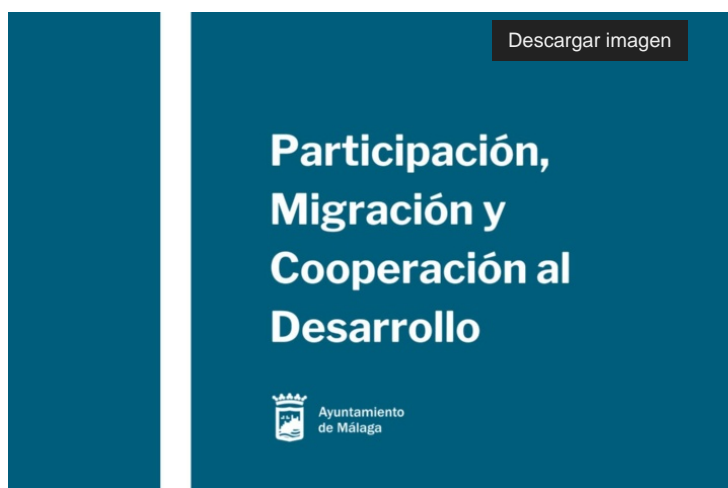 Descargar imagen
Participación,
Migración y
Cooperación al
Desarrollo
Ayuntamiento
de Málaga